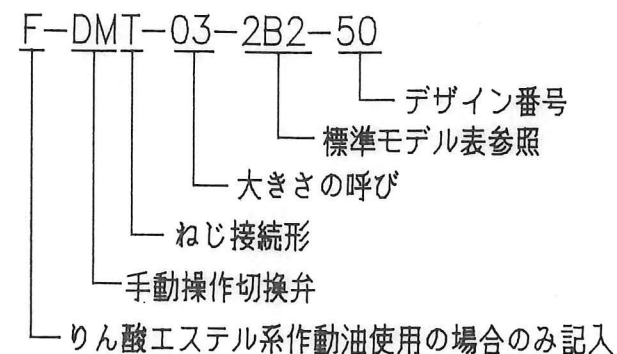 F-DMT-03-2B2-50
デザイン番号
標準モデル表参照
大きさの呼び
ねじ接続形
手動操作切換弁
りん酸エステル系作動油使用の場合のみ記入